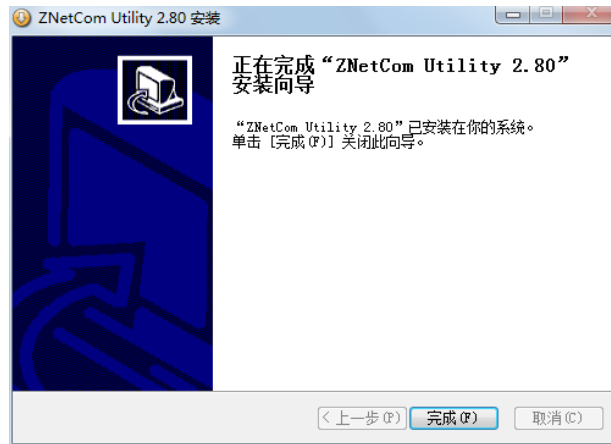 ZNetCom Utility 2.80 安装
正在完成“ZNetCom Utility 2.80”
安装向导
“ZNetCom Utility 2.80”已安装在你的系统。
单击 [完成(F)] 关闭此向导。
< 上一步(P) 完成(F) 取消(C)